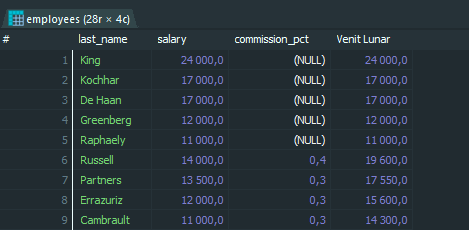 employees (28r × 4c)
# last_name salary commission_pct Venit Lunar
1 King 24 000,0 (NULL) 24 000,0
2 Kochhar 17 000,0 (NULL) 17 000,0
3 De Haan 17 000,0 (NULL) 17 000,0
4 Greenberg 12 000,0 (NULL) 12 000,0
5 Raphaely 11 000,0 (NULL) 11 000,0
6 Russell 14 000,0 0,4 19 600,0
7 Partners 13 500,0 0,3 17 550,0
8 Errazuriz 12 000,0 0,3 15 600,0
9 Cambrault 11 000,0 0,3 14 300,0